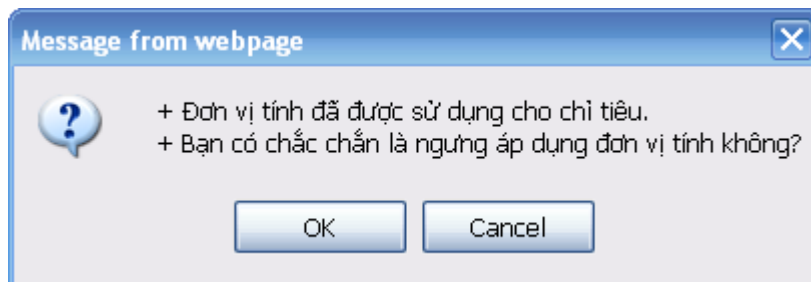 Message from webpage
+ Đơn vị tính đã được sử dụng cho chỉ tiêu.
+ Bạn có chắc chắn là ngưng áp dụng đơn vị tính không?
OK
Cancel